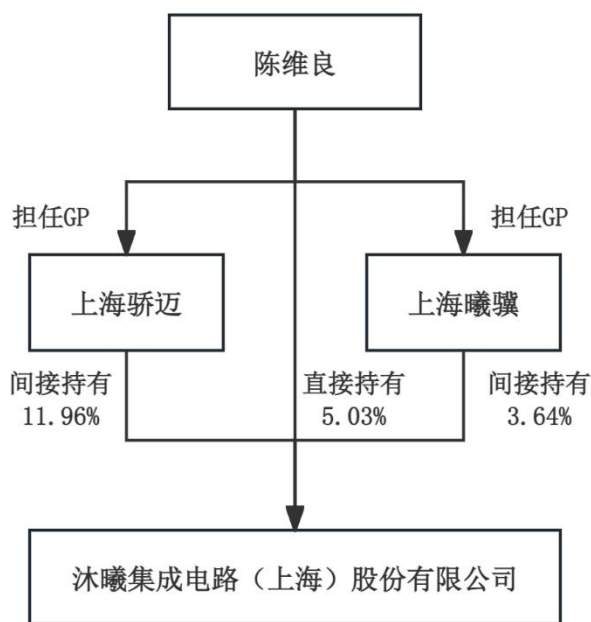 陈维良
担任GP
担任GP
上海骄迈
上海曦骥
间接持有
11.96%
直接持有
5.03%
间接持有
3.64%
沐曦集成电路（上海）股份有限公司